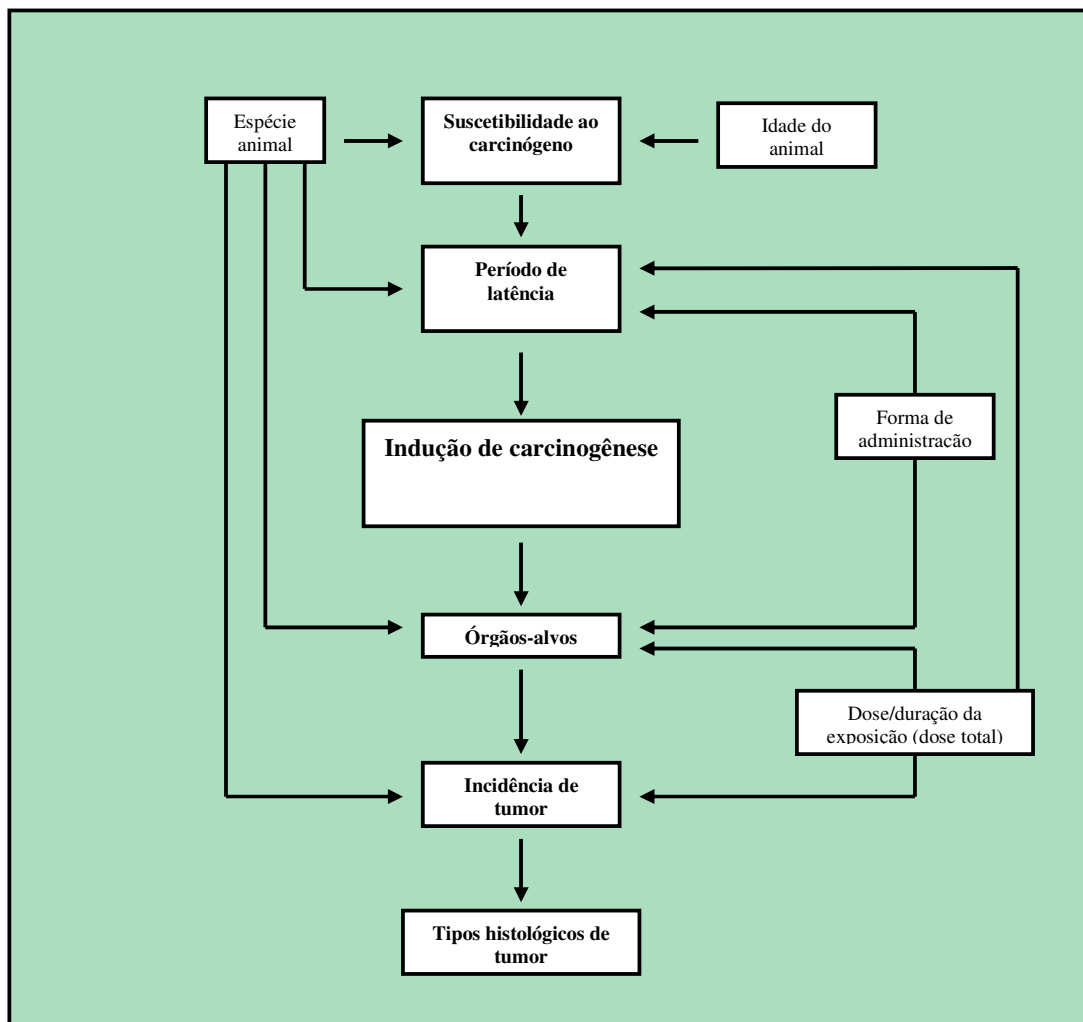 Espécie
animal
Suscetibilidade ao
carcinógeno
Idade do
animal
Período de
latência
Indução de carcinogênese
Forma de
administracão
Órgãos-alvos
Dose/duração da
exposição (dose total)
Incidência de
tumor
Tipos histológicos de
tumor